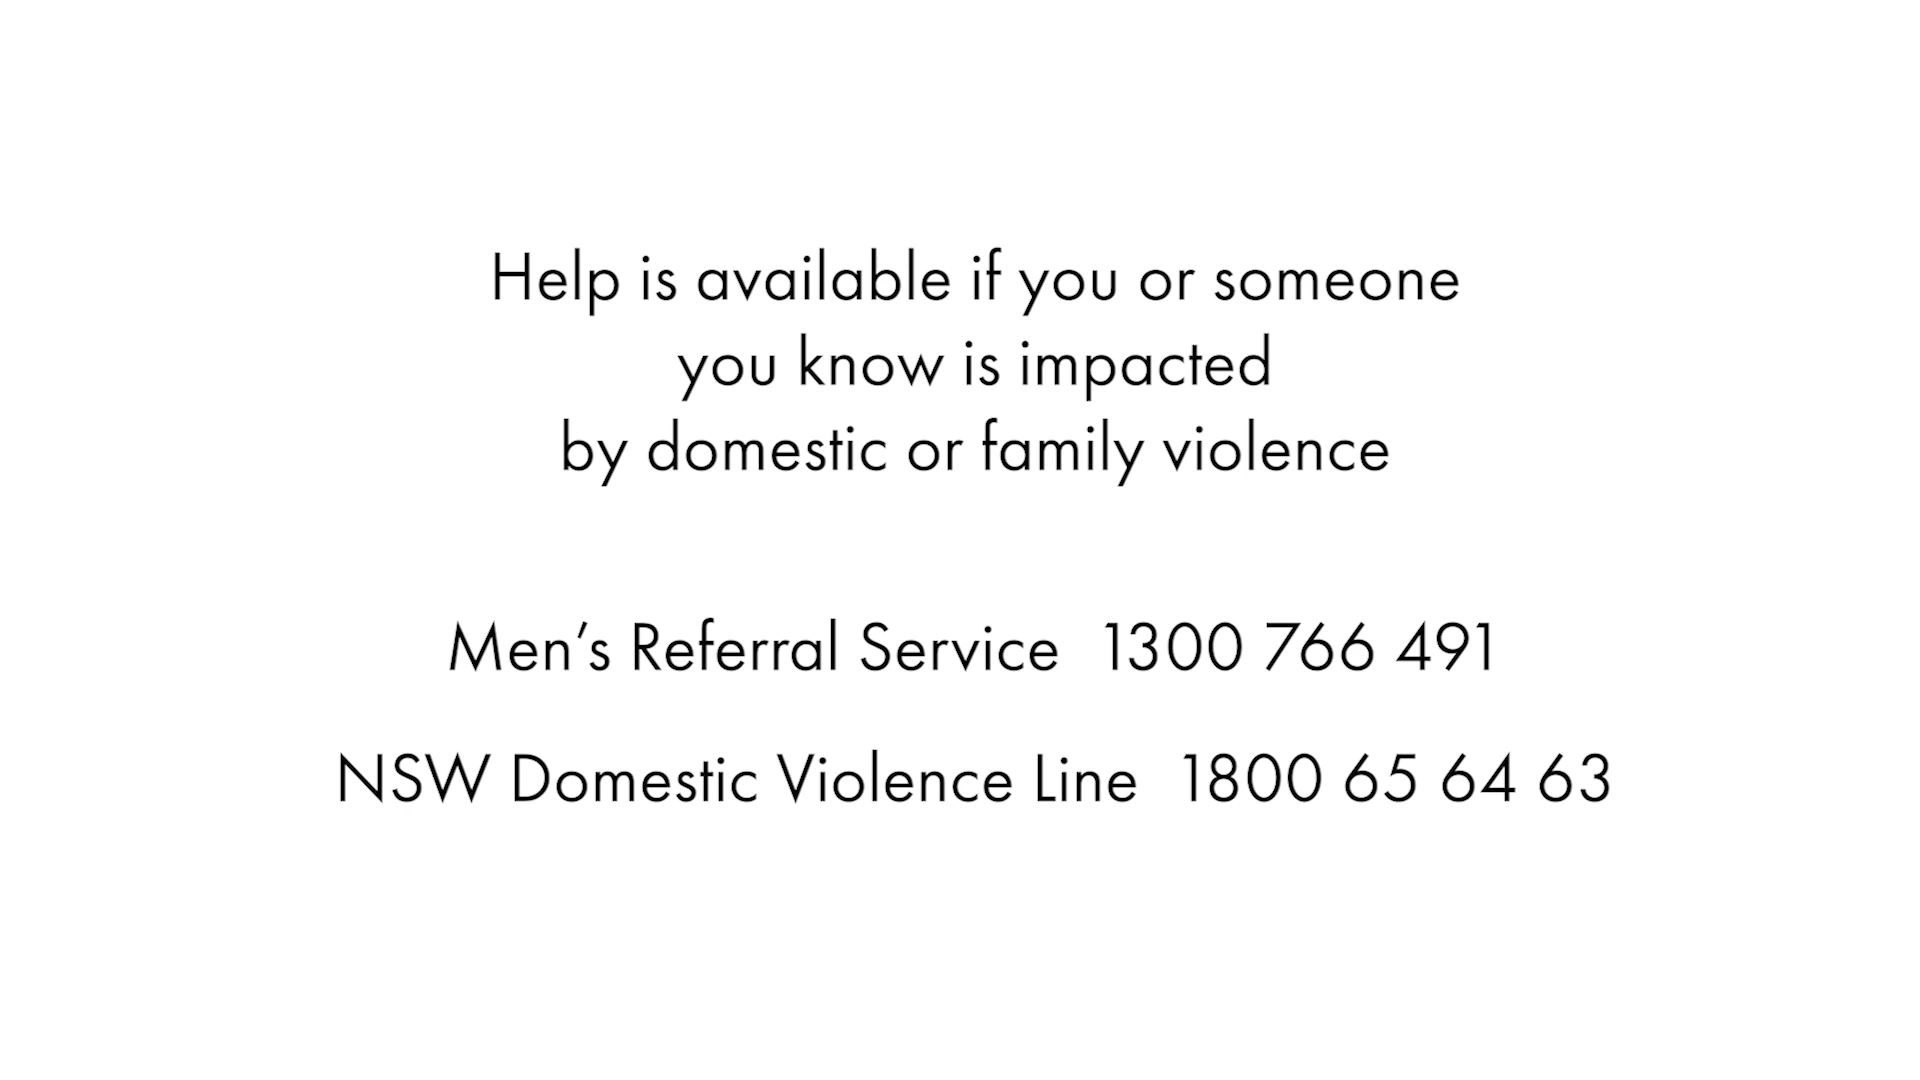 Help is available if you or someone
you know is impacted
by domestic or family violence
Men’s Referral Service 1300 766 491
NSW Domestic Violence Line 1800 65 64 63